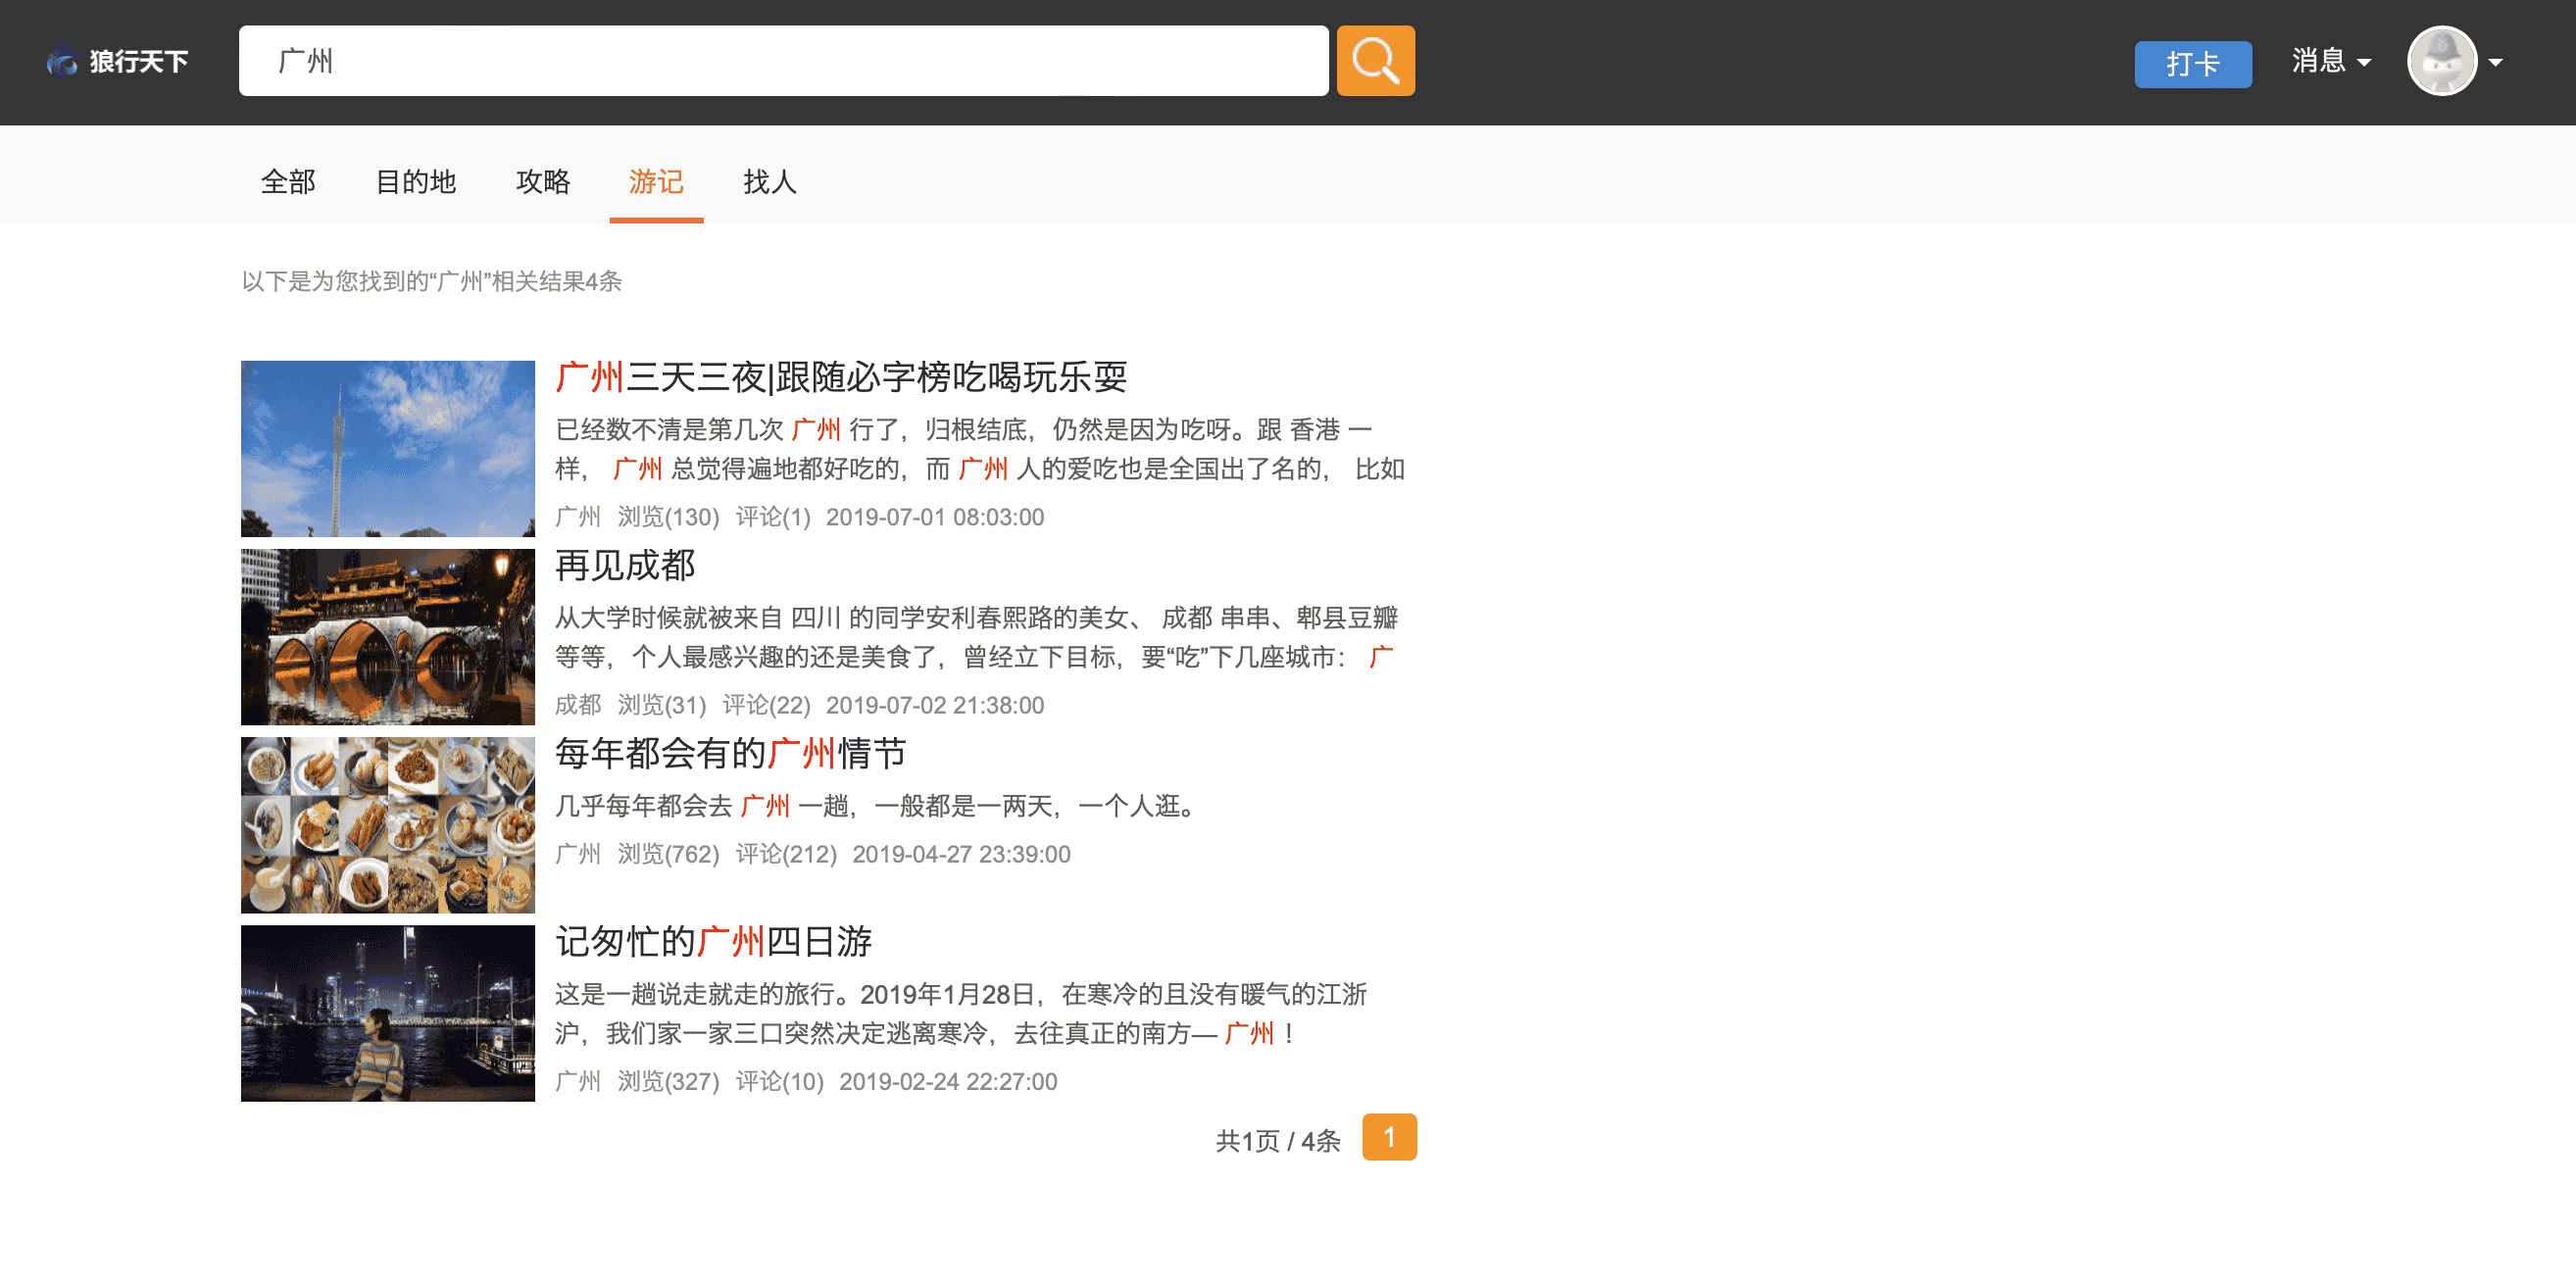 狼行天下
广州
打卡
消息
全部 目的地 攻略 游记 找人
以下是为您找到的“广州”相关结果4条
广州三天三夜|跟随必字榜吃喝玩乐耍
已经数不清是第几次 广州 行了，归根结底，仍然是因为吃呀。跟 香港 一
样， 广州 总觉得遍地都好吃的，而 广州 人的爱吃也是全国出了名的， 比如
广州 浏览(130) 评论(1) 2019-07-01 08:03:00
再见成都
从大学时候就被来自 四川 的同学安利春熙路的美女、 成都 串串、郫县豆瓣
等等，个人最感兴趣的还是美食了，曾经立下目标，要“吃”下几座城市： 广
成都 浏览(31) 评论(22) 2019-07-02 21:38:00
每年都会有的广州情节
几乎每年都会去 广州 一趟，一般都是一两天，一个人逛。
广州 浏览(762) 评论(212) 2019-04-27 23:39:00
记匆忙的广州四日游
这是一趟说走就走的旅行。2019年1月28日，在寒冷的且没有暖气的江浙
沪，我们家一家三口突然决定逃离寒冷，去往真正的南方— 广州！
广州 浏览(327) 评论(10) 2019-02-24 22:27:00
共1页 / 4条 1